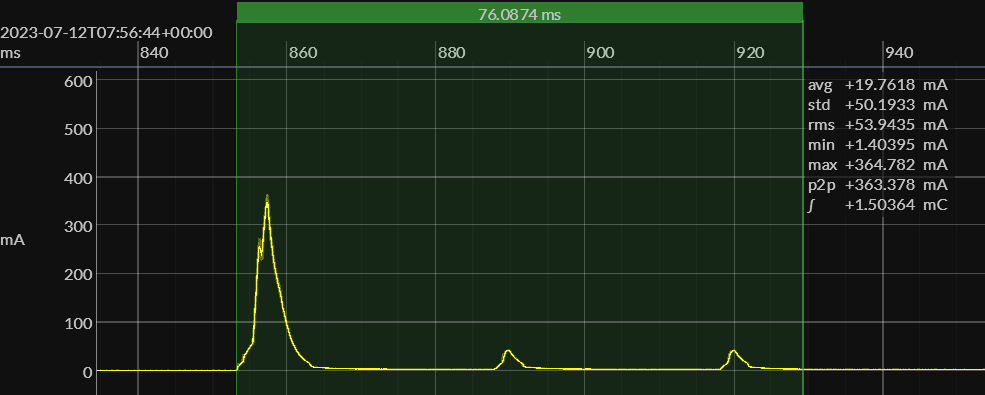 76.0874 ms
2023-07-12T07:56:44+00:00
ms 840 860 880 900 920 940
600
500
400
300
200
100
0
mA
avg +19.7618 mA
std +50.1933 mA
rms +53.9435 mA
min +1.40395 mA
max +364.782 mA
p2p +363.378 mA
∫ +1.50364 mC